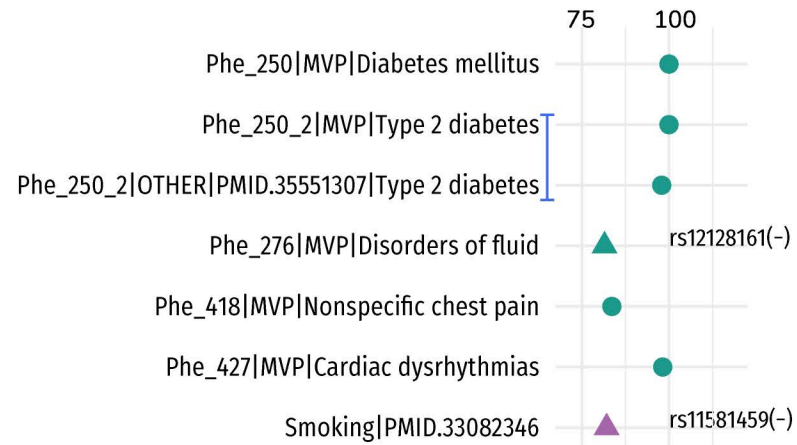 75 100
Phe_250|MVP|Diabetes mellitus
Phe_250_2|MVP|Type 2 diabetes
Phe_250_2|OTHER|PMID.35551307|Type 2 diabetes
Phe_276|MVP|Disorders of fluid rs12128161(-)
Phe_418|MVP|Nonspecific chest pain
Phe_427|MVP|Cardiac dysrhythmias
Smoking|PMID.33082346 rs11581459(-)